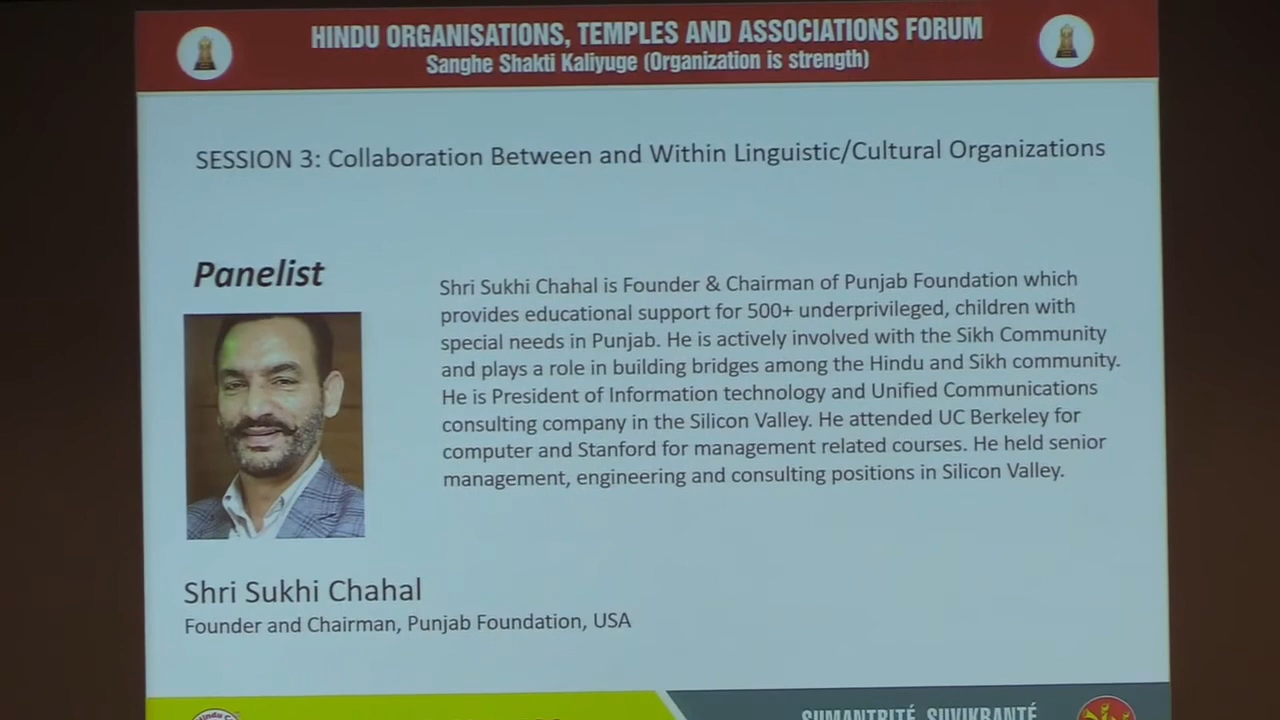 HINDU ORGANISATIONS, TEMPLES AND ASSOCIATIONS FORUM
Sanghe Shakti Kaliyuge (Organization is strength)
SESSION 3: Collaboration Between and Within Linguistic/Cultural Organizations
Panelist
Shri Sukhi Chahal is Founder & Chairman of Punjab Foundation which
provides educational support for 500+ underprivileged, children with
special needs in Punjab. He is actively involved with the Sikh Community
and plays a role in building bridges among the Hindu and Sikh community.
He is President of Information technology and Unified Communications
consulting company in the Silicon Valley. He attended UC Berkeley for
computer and Stanford for management related courses. He held senior
management, engineering and consulting positions in Silicon Valley.
Shri Sukhi Chahal
Founder and Chairman, Punjab Foundation, USA
SUMANTRITÉ SUVIKRANTÉ